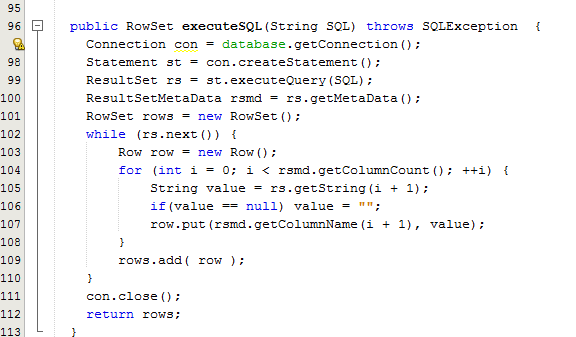 95
96 public RowSet executeSQL(String SQL) throws SQLException  {
Connection con = database.getConnection();
98 Statement st = con.createStatement();
99 ResultSet rs = st.executeQuery(SQL);
100 ResultSetMetaData rsmd = rs.getMetaData();
101 RowSet rows = new RowSet();
102 while (rs.next()) {
103 Row row = new Row();
104 for (int i = 0; i < rsmd.getColumnCount(); ++i) {
105 String value = rs.getString(i + 1);
106 if(value == null) value = "";
107 row.put(rsmd.getColumnName(i + 1), value);
108 }
109 rows.add( row );
110 }
111 con.close();
112 return rows;
113 }